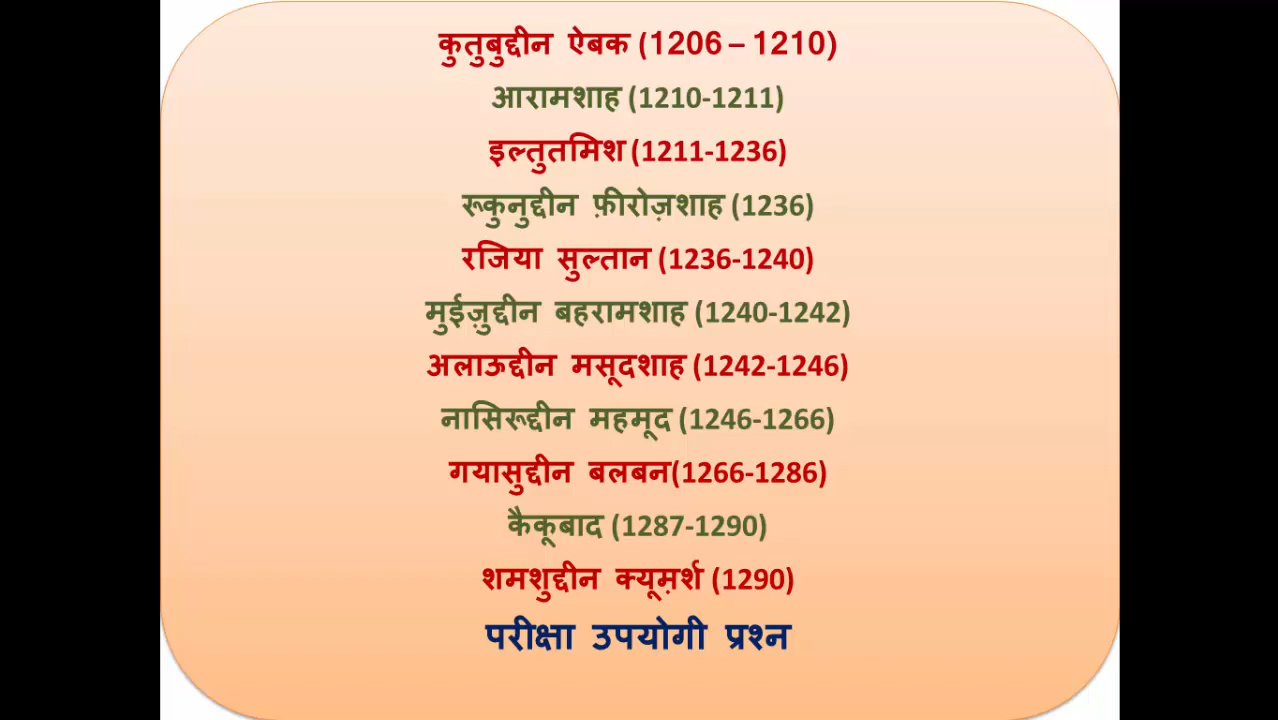 कुतुबुद्दीन ऐबक (1206 – 1210)
आरामशाह (1210-1211)
इल्तुतमिश (1211-1236)
रूकुनुद्दीन फ़ीरोज़शाह (1236)
रजिया सुल्तान (1236-1240)
मुईज़ुद्दीन बहरामशाह (1240-1242)
अलाऊद्दीन मसूदशाह (1242-1246)
नासिरूद्दीन महमूद (1246-1266)
गयासुद्दीन बलबन(1266-1286)
कैकूबाद (1287-1290)
शमशुद्दीन क्यूम़र्श (1290)
परीक्षा उपयोगी प्रश्न